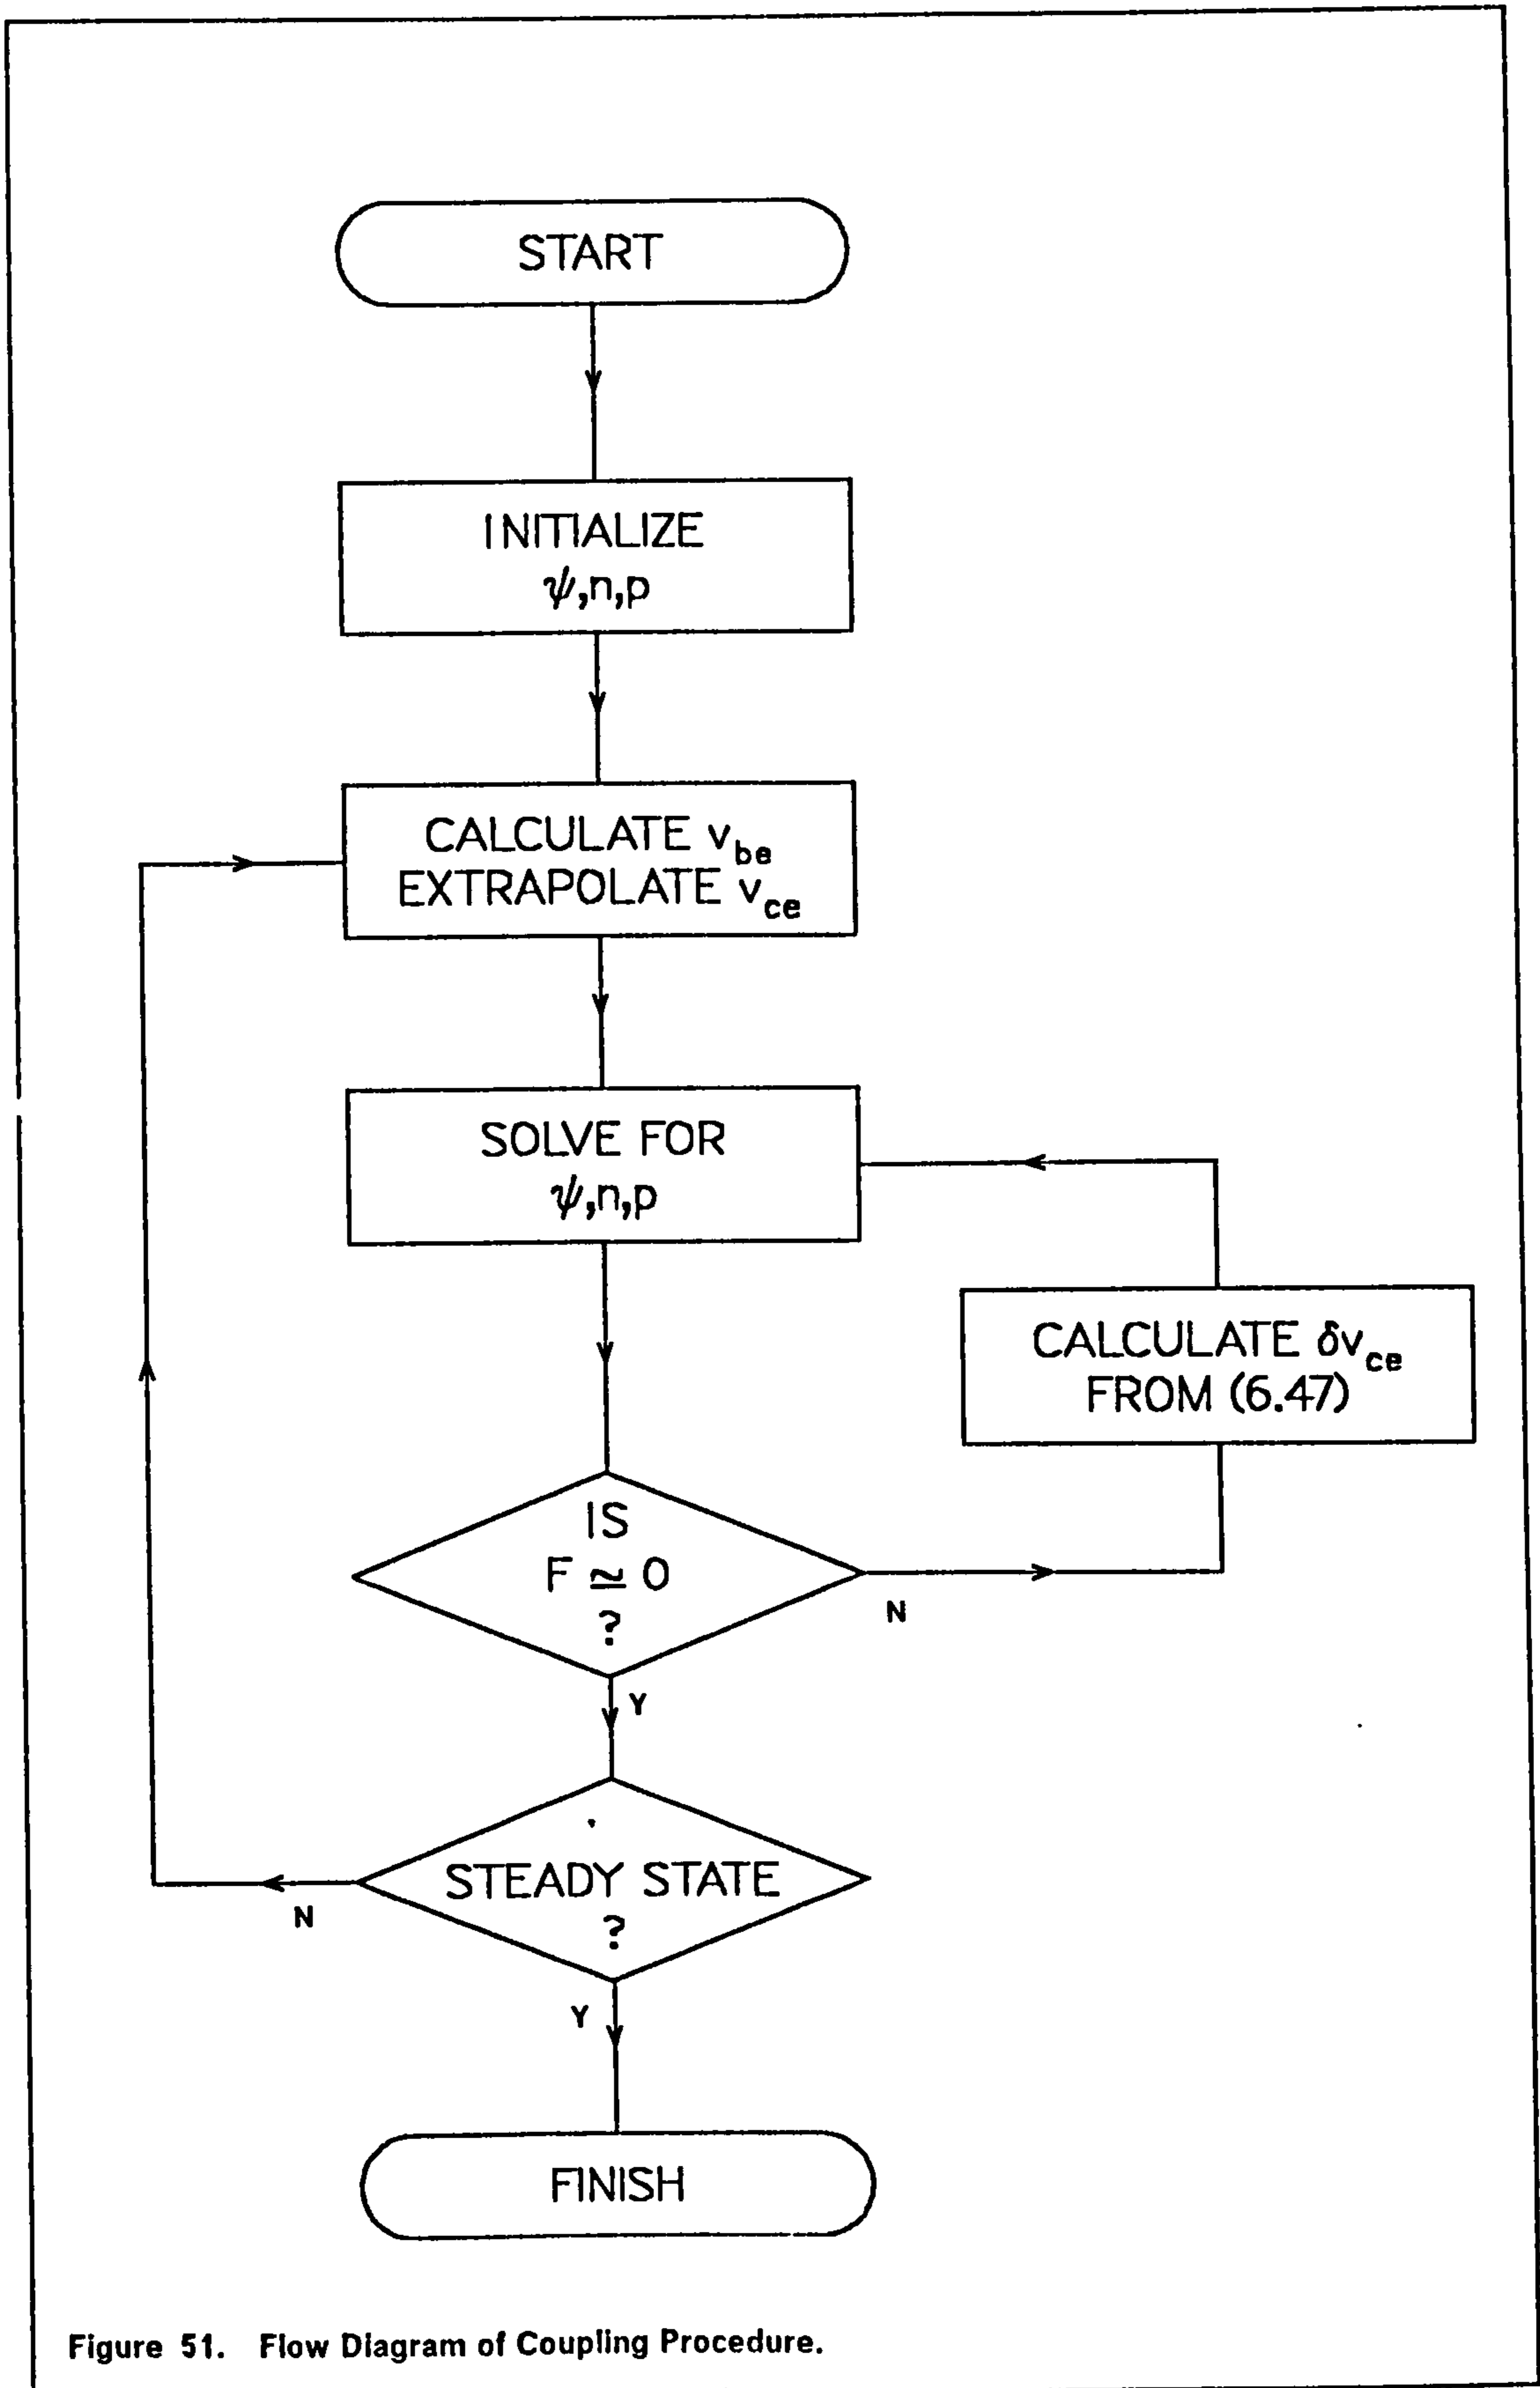 START
INITIALIZE
ψ,n,p
CALCULATE v_be
EXTRAPOLATE v_ce
SOLVE FOR
ψ,n,p
CALCULATE δv_ce
FROM (6.47)
IS
F ≃ 0
?
N
Y
STEADY STATE
?
N
Y
FINISH
Figure 51. Flow Diagram of Coupling Procedure.